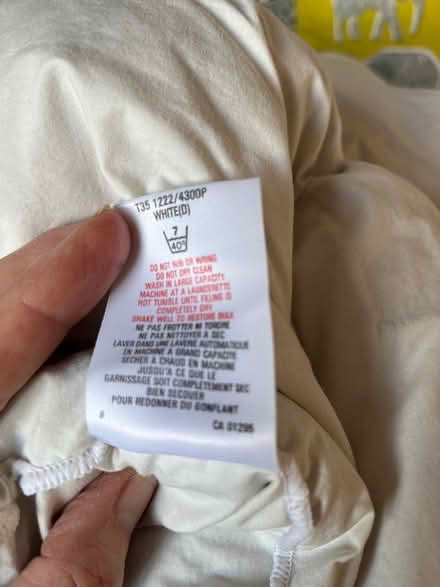 T35 1222/4300P
WHITE(D)
7
40°
DO NOT RUB OR WRING
DO NOT DRY CLEAN
WASH IN LARGE CAPACITY
MACHINE AT A LAUNDERETTE
HOT TUMBLE UNTIL FILLING IS
COMPLETELY DRY
SHAKE WELL TO RESTORE BULK
NE PAS FROTTER NI TORDRE
NE PAS NETTOYER A SEC
LAVER DANS UNE LAVERIE AUTOMATIQUE
EN MACHINE A GRAND CAPACITE
SECHER A CHAUD EN MACHINE
JUSQU'A CE QUE LE
GARNISSAGE SOIT COMPLETEMENT SEC
BIEN SECOUER
POUR REDONNER DU GONFLANT
CA 01295